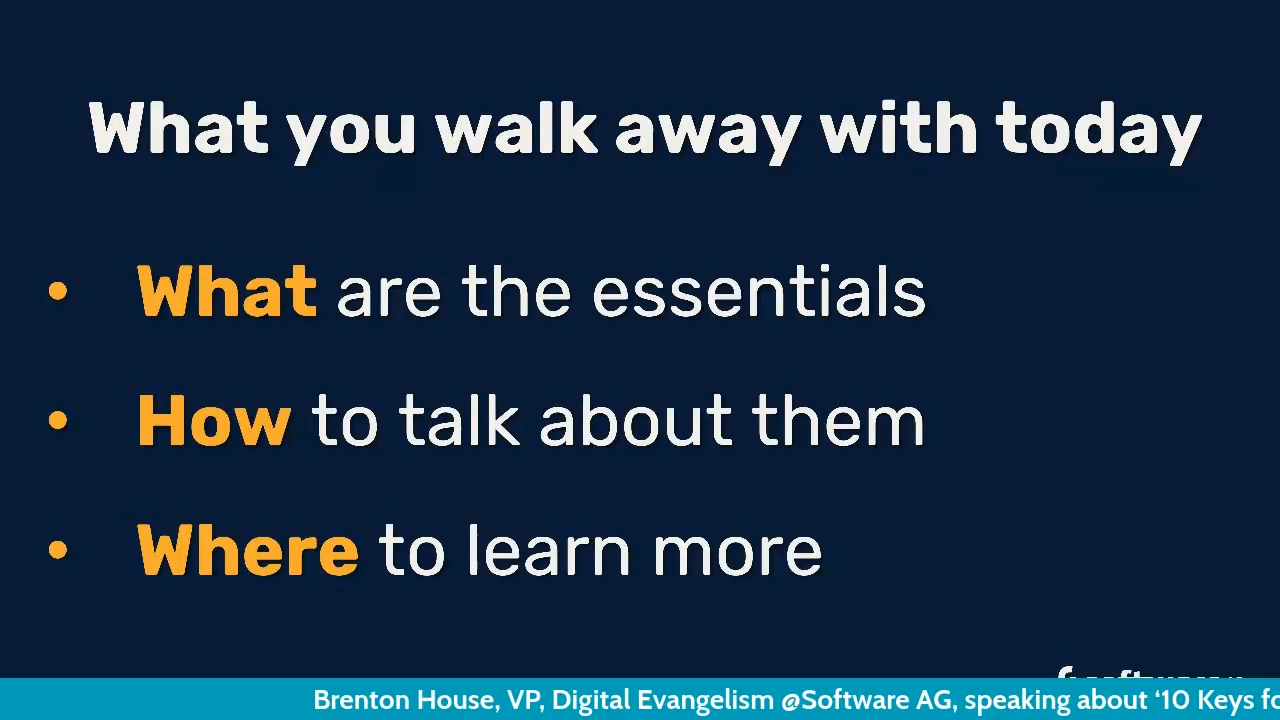 What you walk away with today
• What are the essentials
• How to talk about them
• Where to learn more
Brenton House, VP, Digital Evangelism @Software AG, speaking about ‘10 Keys fo